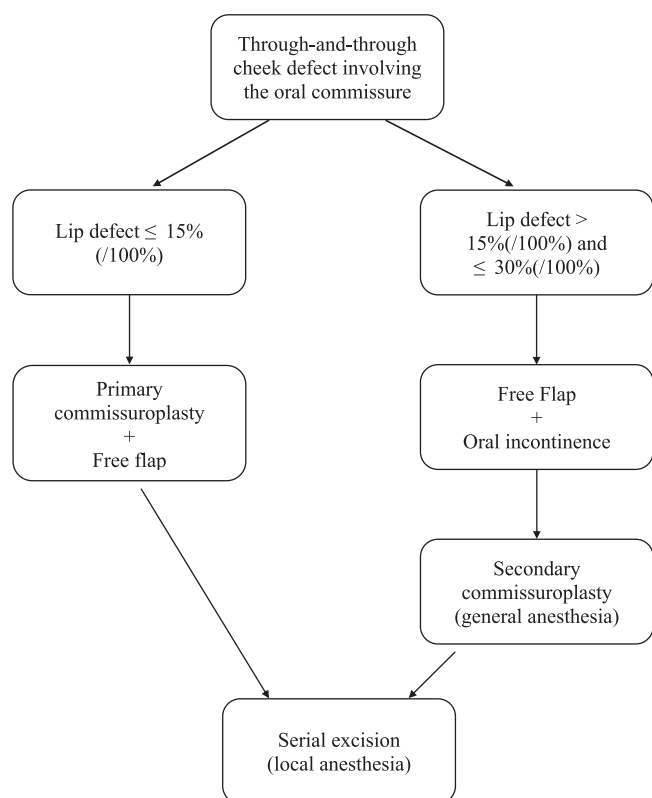 Through-and-through
cheek defect involving
the oral commissure
Lip defect ≤ 15%
(/100%)
Lip defect >
15%(/100%) and
≤ 30%(/100%)
Primary
commissuroplasty
+
Free flap
Free Flap
+
Oral incontinence
Secondary
commissuroplasty
(general anesthesia)
Serial excision
(local anesthesia)